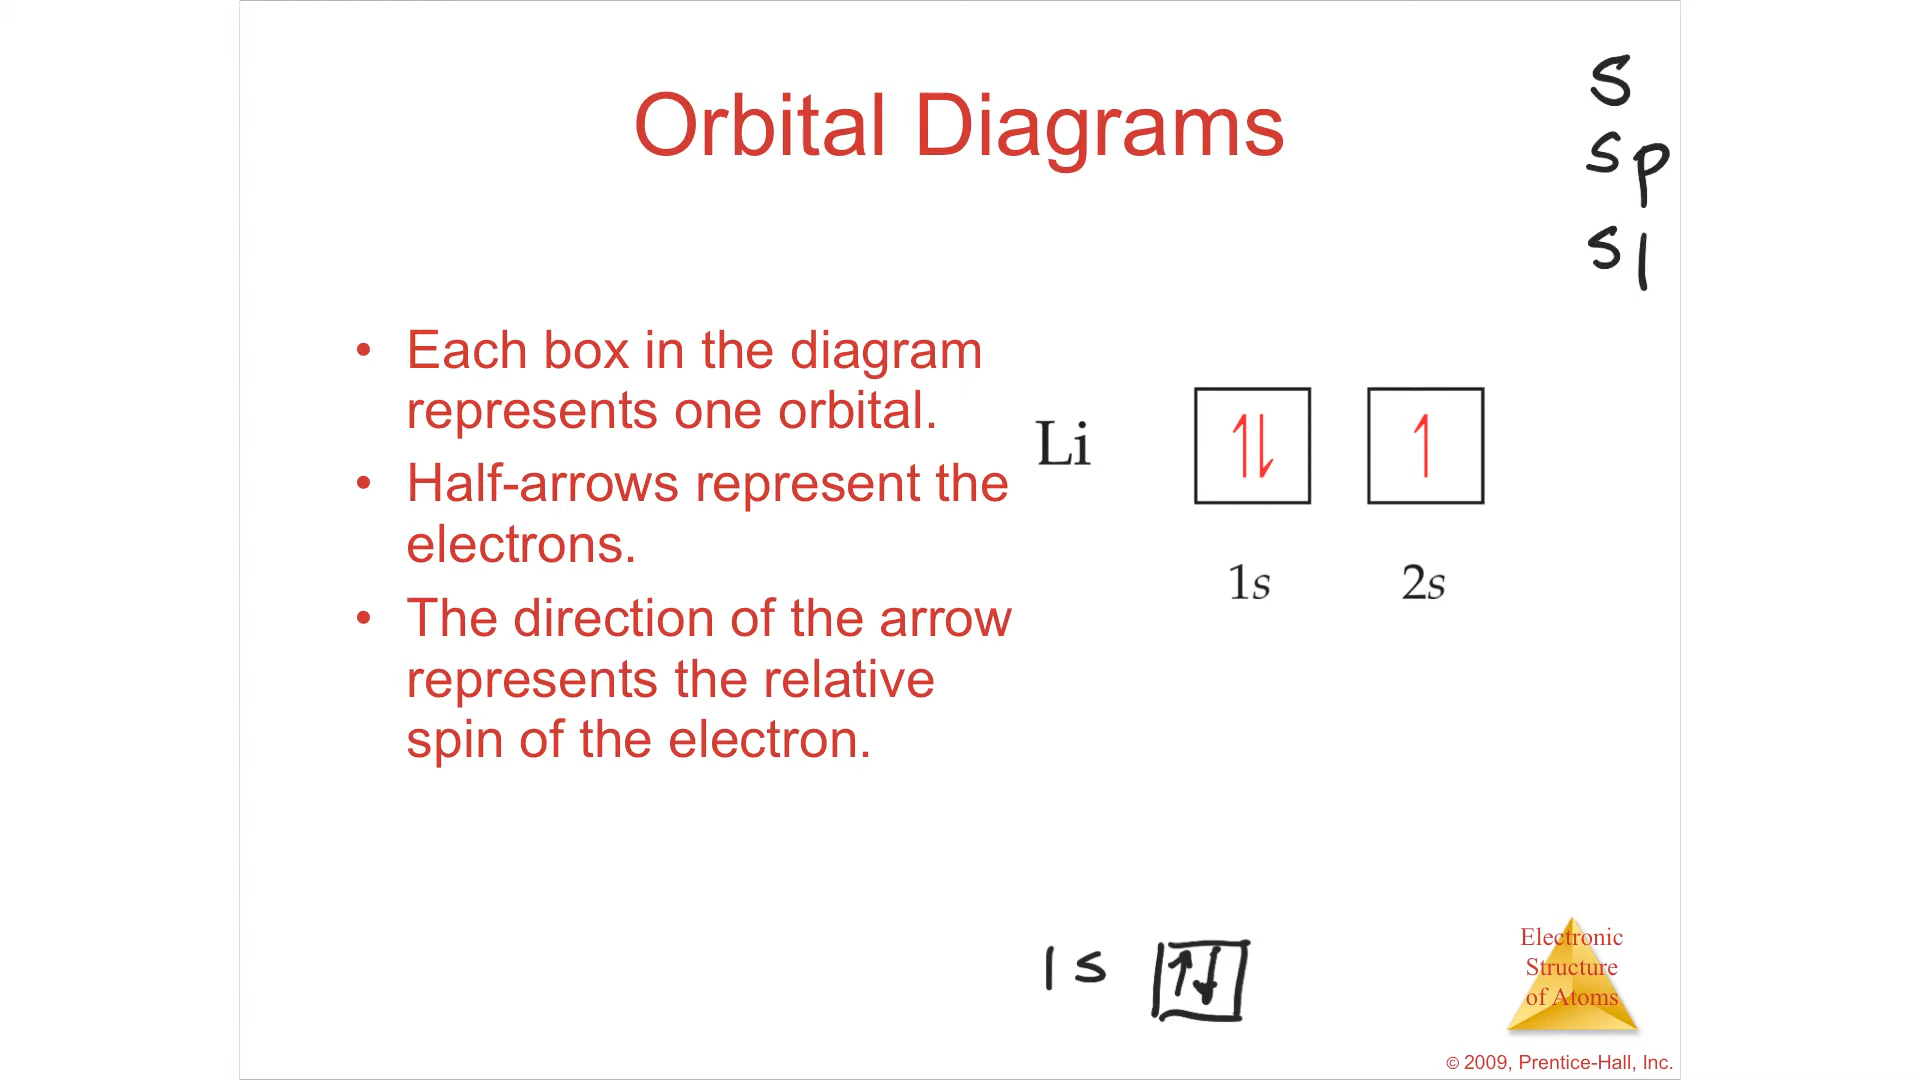 Orbital Diagrams
s
sp
s
• Each box in the diagram
represents one orbital.
• Half-arrows represent the
electrons.
• The direction of the arrow
represents the relative
spin of the electron.
Li
1s 2s
1s
Electronic
Structure
of Atoms
© 2009, Prentice-Hall, Inc.